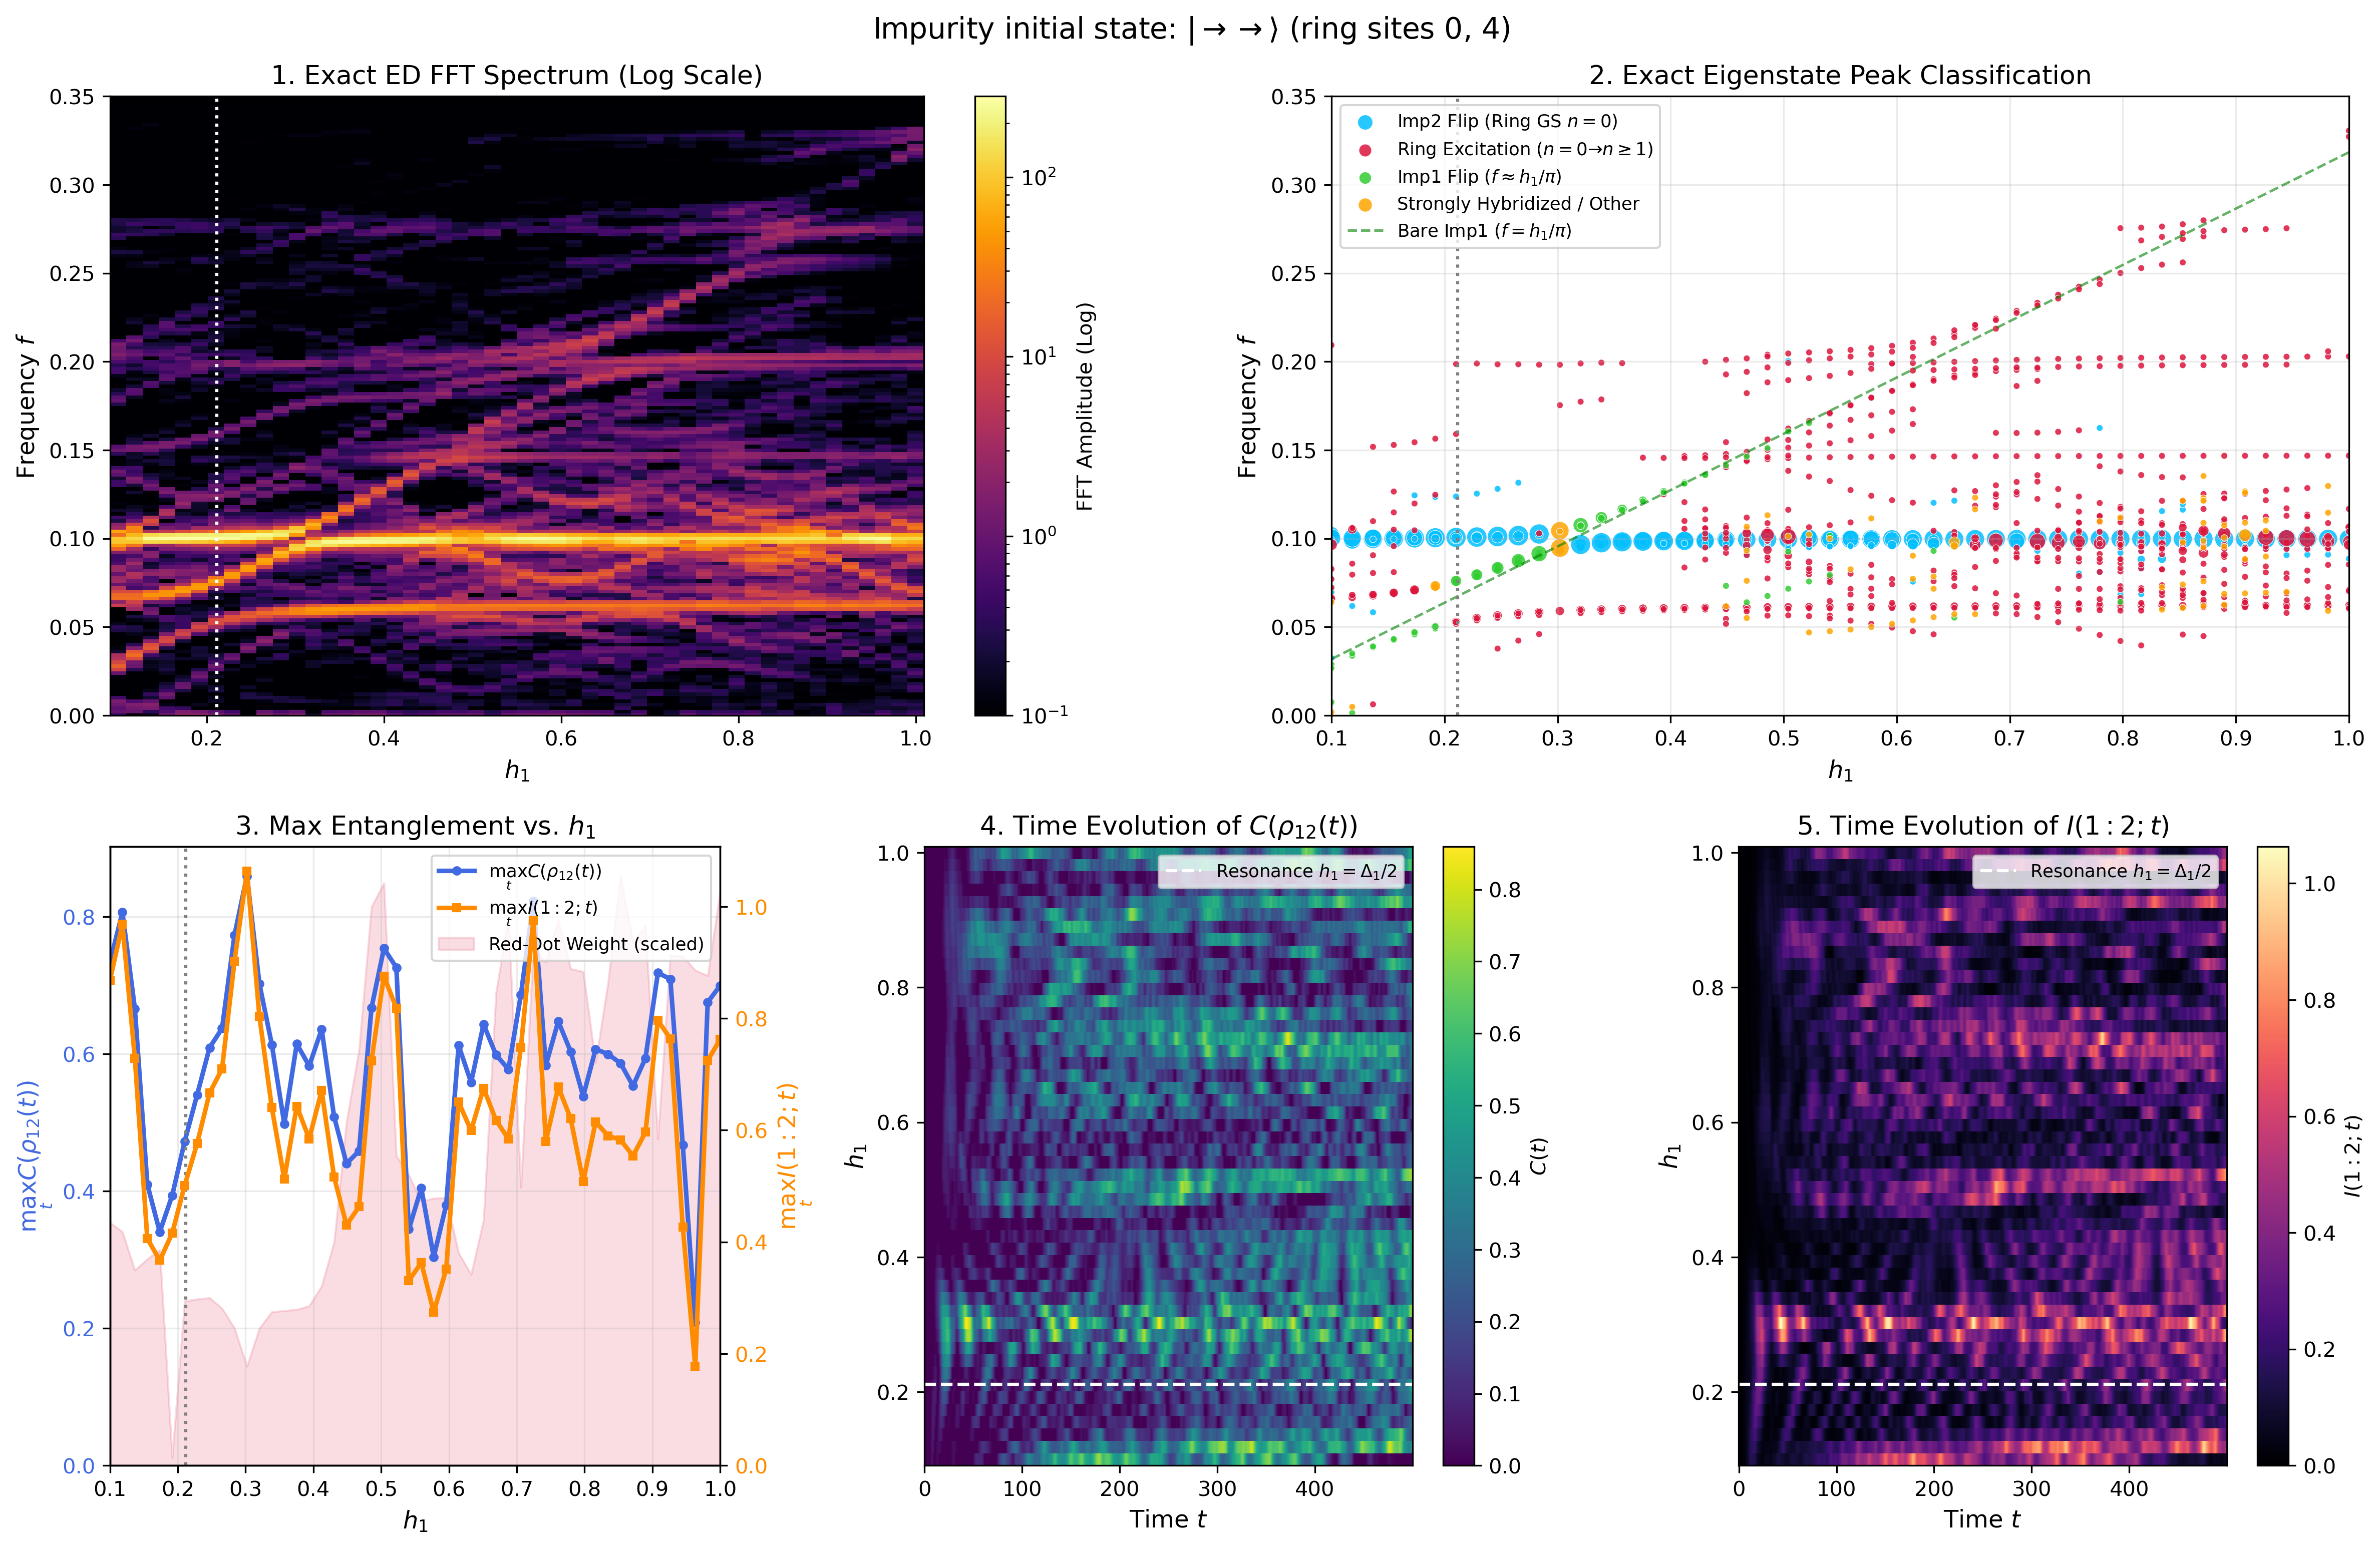 Impurity initial state: |→→⟩ (ring sites 0, 4)
1. Exact ED FFT Spectrum (Log Scale)
0.35
0.30
0.25
0.20
0.15
0.10
0.05
0.00
Frequency f
0.2 0.4 0.6 0.8 1.0
h₁
10²
10¹
10⁰
10⁻¹
FFT Amplitude (Log)
2. Exact Eigenstate Peak Classification
Imp2 Flip (Ring GS n = 0)
Ring Excitation (n = 0→n ≥ 1)
Imp1 Flip (f ≈ h₁/π)
Strongly Hybridized / Other
Bare Imp1 (f = h₁/π)
0.35
0.30
0.25
0.20
0.15
0.10
0.05
0.00
Frequency f
0.1 0.2 0.3 0.4 0.5 0.6 0.7 0.8 0.9 1.0
h₁
3. Max Entanglement vs. h₁
max C(ρ₁₂(t))
t
max I(1 : 2; t)
t
Red-Dot Weight (scaled)
0.8
0.6
0.4
0.2
0.0
max C(ρ₁₂(t))
t
1.0
0.8
0.6
0.4
0.2
0.0
max I(1 : 2; t)
t
0.1 0.2 0.3 0.4 0.5 0.6 0.7 0.8 0.9 1.0
h₁
4. Time Evolution of C(ρ₁₂(t))
Resonance h₁ = Δ₁/2
1.0
0.8
0.6
0.4
0.2
h₁
0 100 200 300 400
Time t
0.8
0.7
0.6
0.5
0.4
0.3
0.2
0.1
0.0
C(t)
5. Time Evolution of I(1 : 2; t)
Resonance h₁ = Δ₁/2
1.0
0.8
0.6
0.4
0.2
h₁
0 100 200 300 400
Time t
1.0
0.8
0.6
0.4
0.2
0.0
I(1 : 2; t)